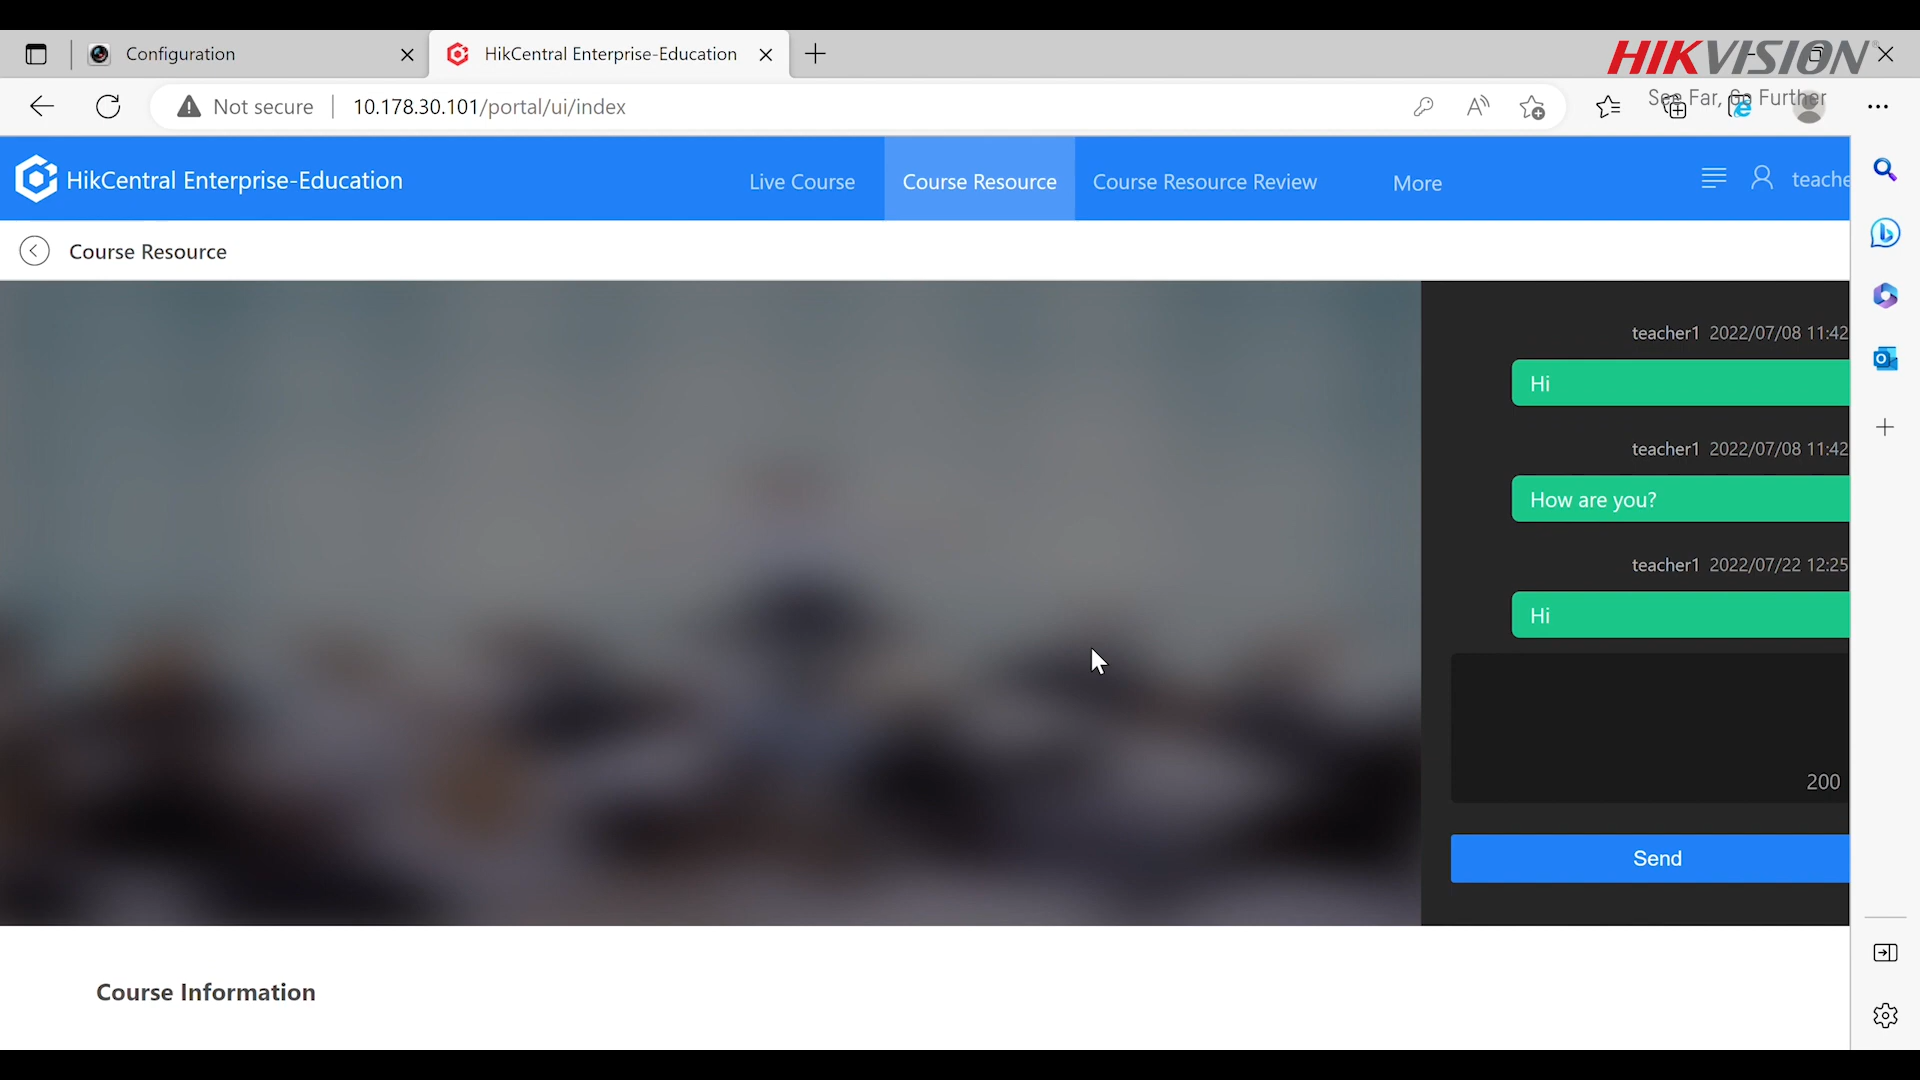 Configuration
HikCentral Enterprise-Education
HIKVISION
See Far, Go Further
Not secure
10.178.30.101/portal/ui/index
HikCentral Enterprise-Education
Live Course
Course Resource
Course Resource Review
More
teache
Course Resource
teacher1 2022/07/08 11:42
Hi
teacher1 2022/07/08 11:42
How are you?
teacher1 2022/07/22 12:25
Hi
200
Send
Course Information